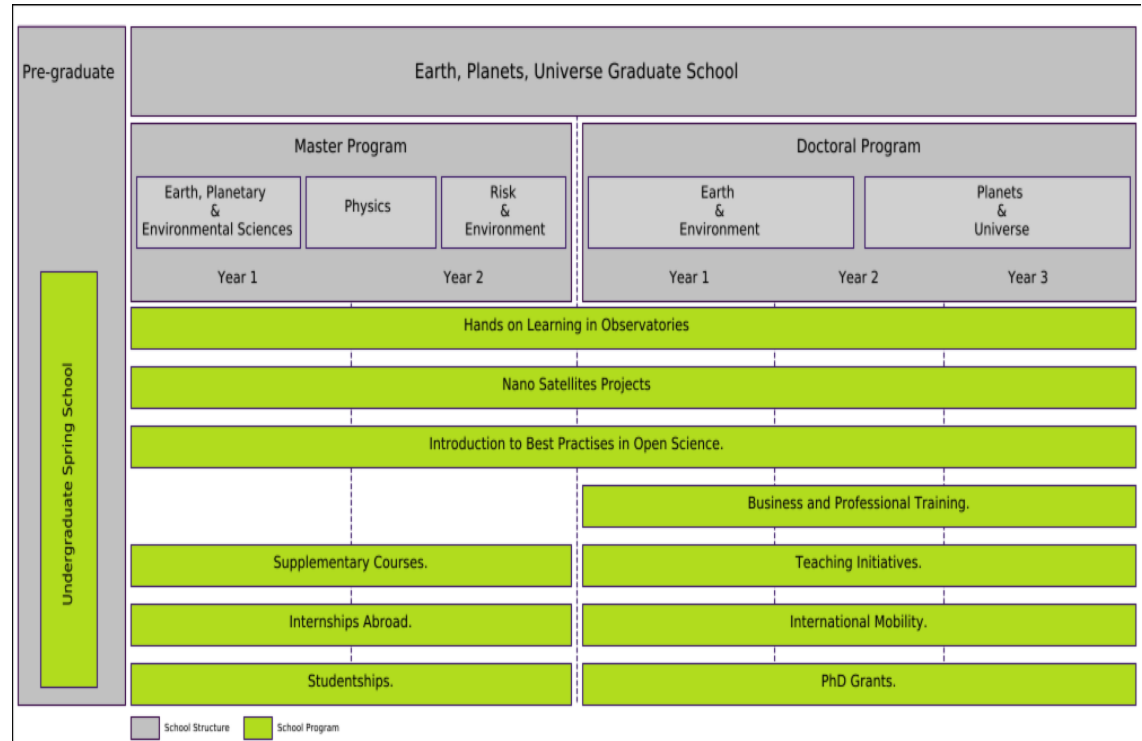 Pre-graduate
Earth, Planets, Universe Graduate School
Master Program
Doctoral Program
Earth, Planetary
&
Environmental Sciences
Physics
Risk
&
Environment
Earth
&
Environment
Planets
&
Universe
Year 1
Year 2
Year 1
Year 2
Year 3
Undergraduate Spring School
Hands on Learning in Observatories
Nano Satellites Projects
Introduction to Best Practises in Open Science.
Business and Professional Training.
Supplementary Courses.
Teaching Initiatives.
Internships Abroad.
International Mobility.
Studentships.
PhD Grants.
School Structure
School Program